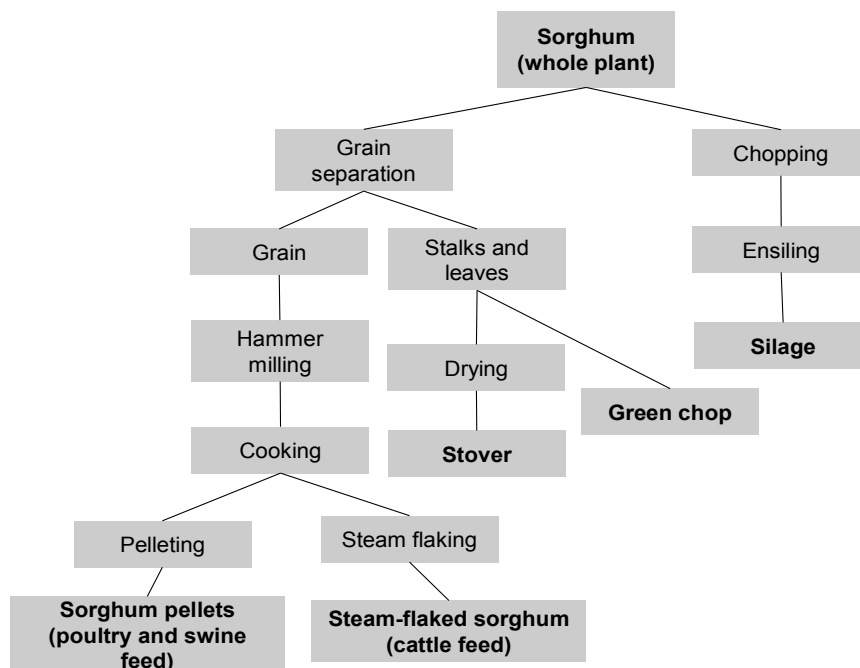 Sorghum
(whole plant)
Grain
separation
Chopping
Grain
Stalks and
leaves
Ensiling
Hammer
milling
Drying
Silage
Green chop
Cooking
Stover
Pelleting
Steam flaking
Sorghum pellets
(poultry and swine
feed)
Steam-flaked sorghum
(cattle feed)